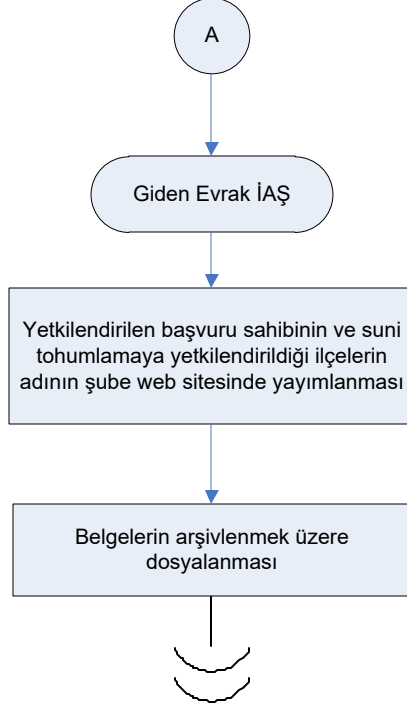 A
Giden Evrak İAŞ
Yetkilendirilen başvuru sahibinin ve suni
tohumlamaya yetkilendirildiği ilçelerin
adının şube web sitesinde yayımlanması
Belgelerin arşivlenmek üzere
dosyalanması